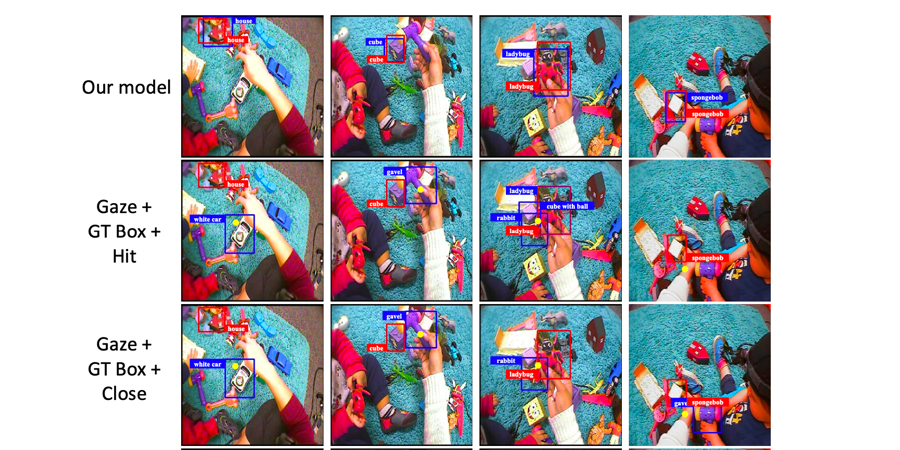 Our model
house
house
cube
cube
ladybug
ladybug
spongebob
spongebob
Gaze +
GT Box +
Hit
house
white car
gavel
cube
ladybug
cube with ball
rabbit
ladybug
spongebob
Gaze +
GT Box +
Close
house
white car
gavel
cube
rabbit
ladybug
gave
spongebob